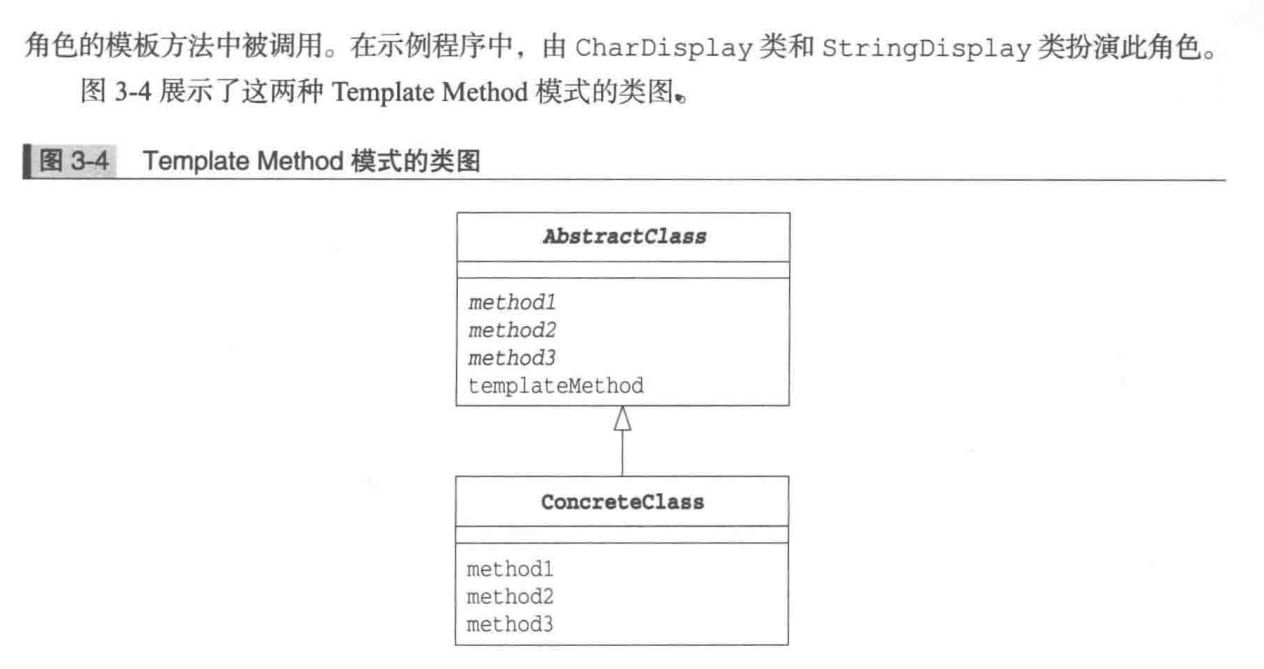 角色的模板方法中被调用。在示例程序中，由 CharDisplay 类和 StringDisplay 类扮演此角色。
图 3-4 展示了这两种 Template Method 模式的类图。
图 3-4 Template Method 模式的类图
AbstractClass
method1
method2
method3
templateMethod
ConcreteClass
method1
method2
method3